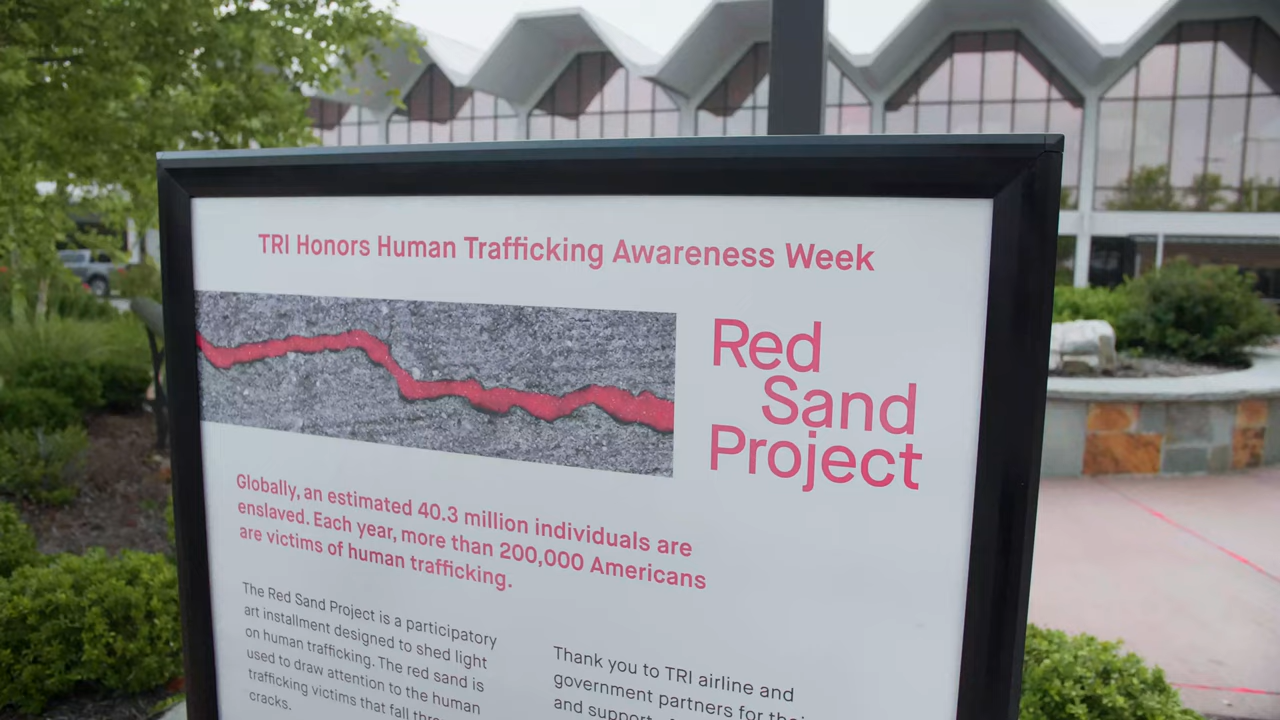 TRI Honors Human Trafficking Awareness Week
Red
Sand
Project
Globally, an estimated 40.3 million individuals are
enslaved. Each year, more than 200,000 Americans
are victims of human trafficking.
The Red Sand Project is a participatory
art installment designed to shed light
on human trafficking. The red sand is
used to draw attention to the human
trafficking victims that fall
cracks.
Thank you to TRI airline and
government partners for
and